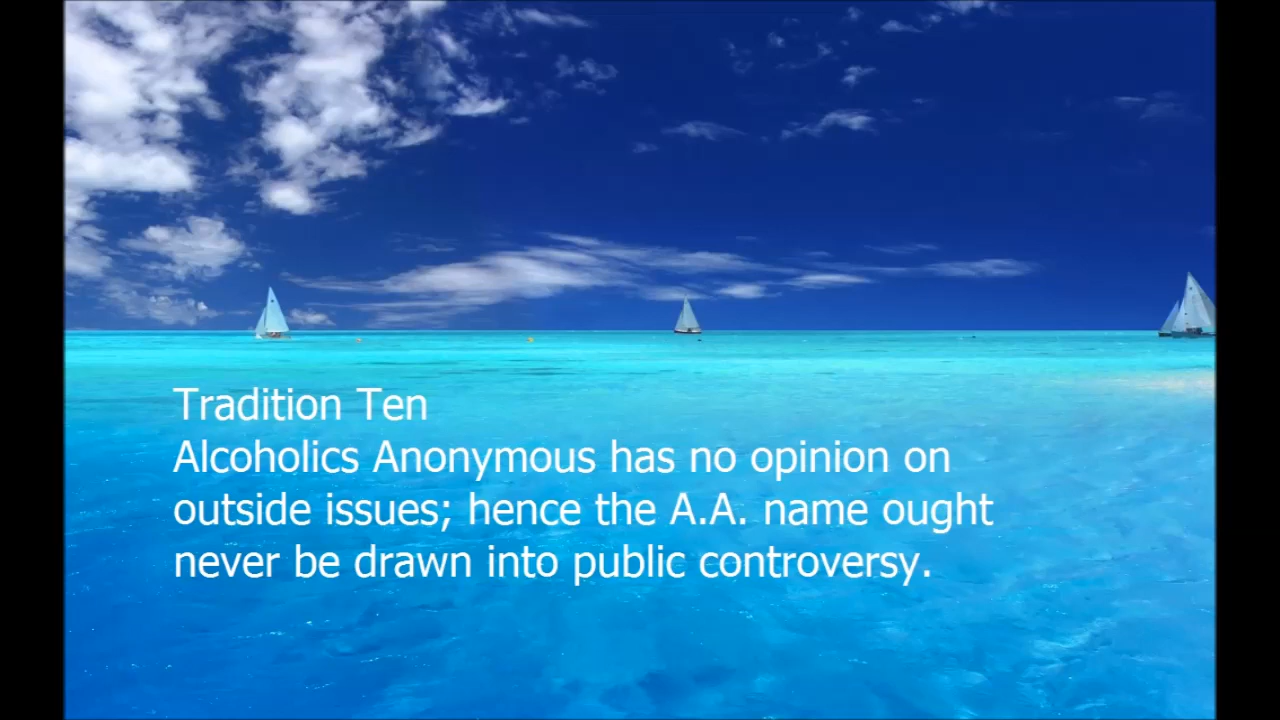 Tradition Ten
Alcoholics Anonymous has no opinion on
outside issues; hence the A.A. name ought
never be drawn into public controversy.